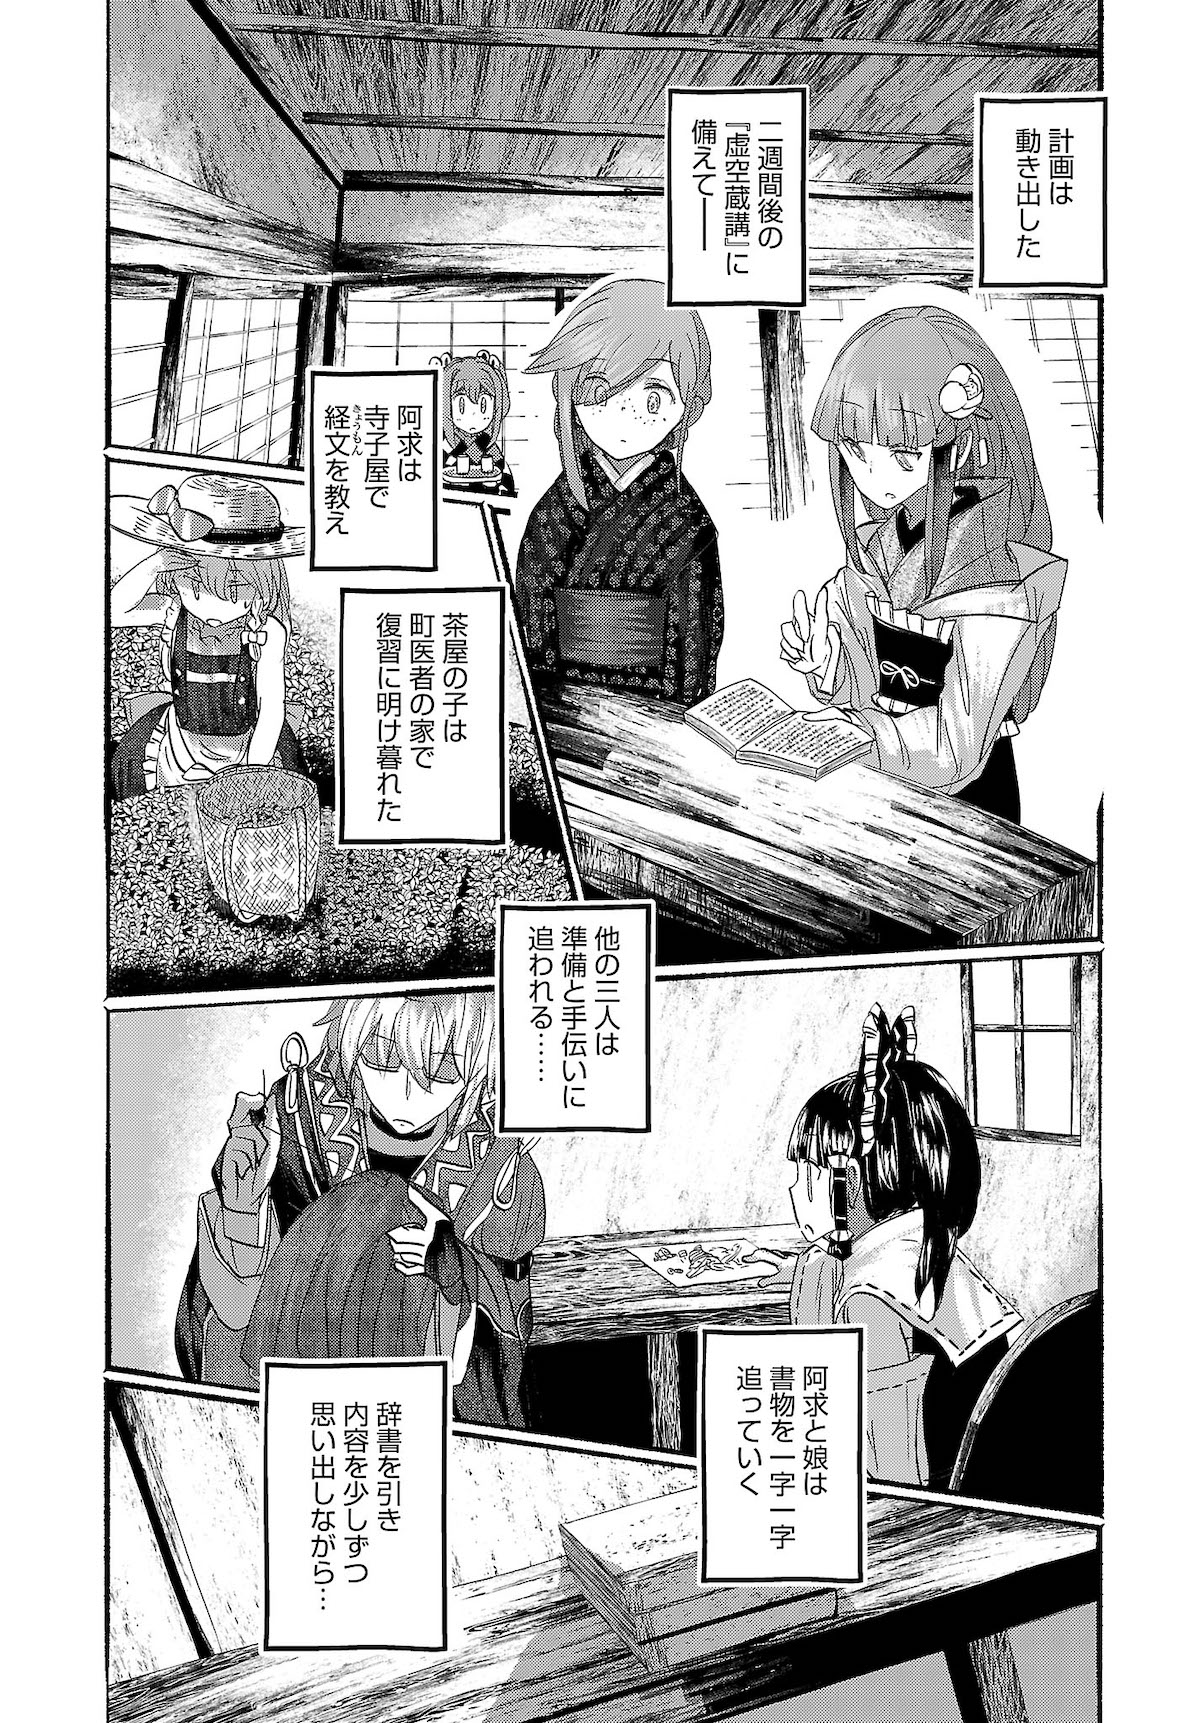 計画は
動き出した
二週間後の
『虚空蔵講』に
備えて――
阿求は
寺子屋で
経文を教え
きょうもん
茶屋の子は
町医者の家で
復習に明け暮れた
他の三人は
準備と手伝いに
追われる……
阿求と娘は
書物を一字一字
追っていく
辞書を引き
内容を少しずつ
思い出しながら…